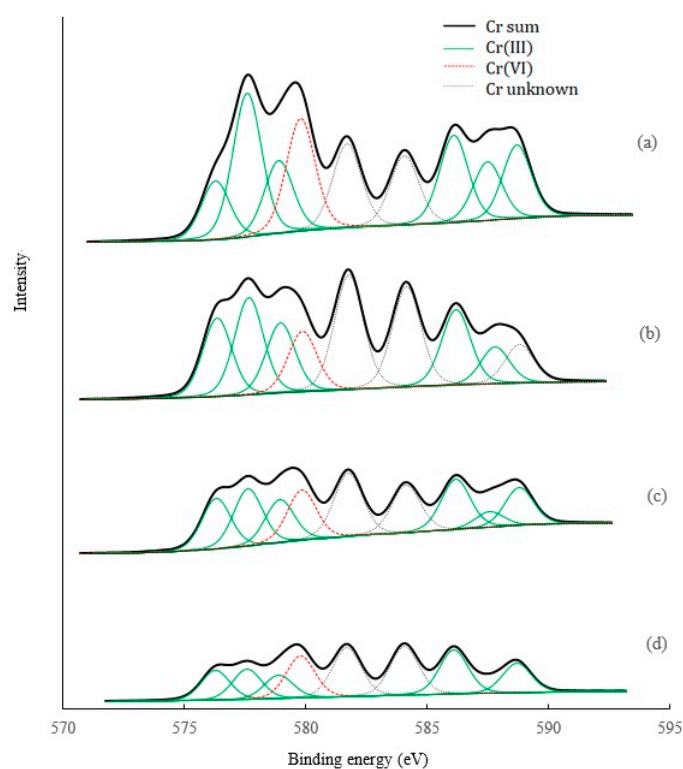 Cr sum
Cr(III)
Cr(VI)
Cr unknown
(a)
Intensity
(b)
(c)
(d)
570 575 580 585 590 595
Binding energy (eV)